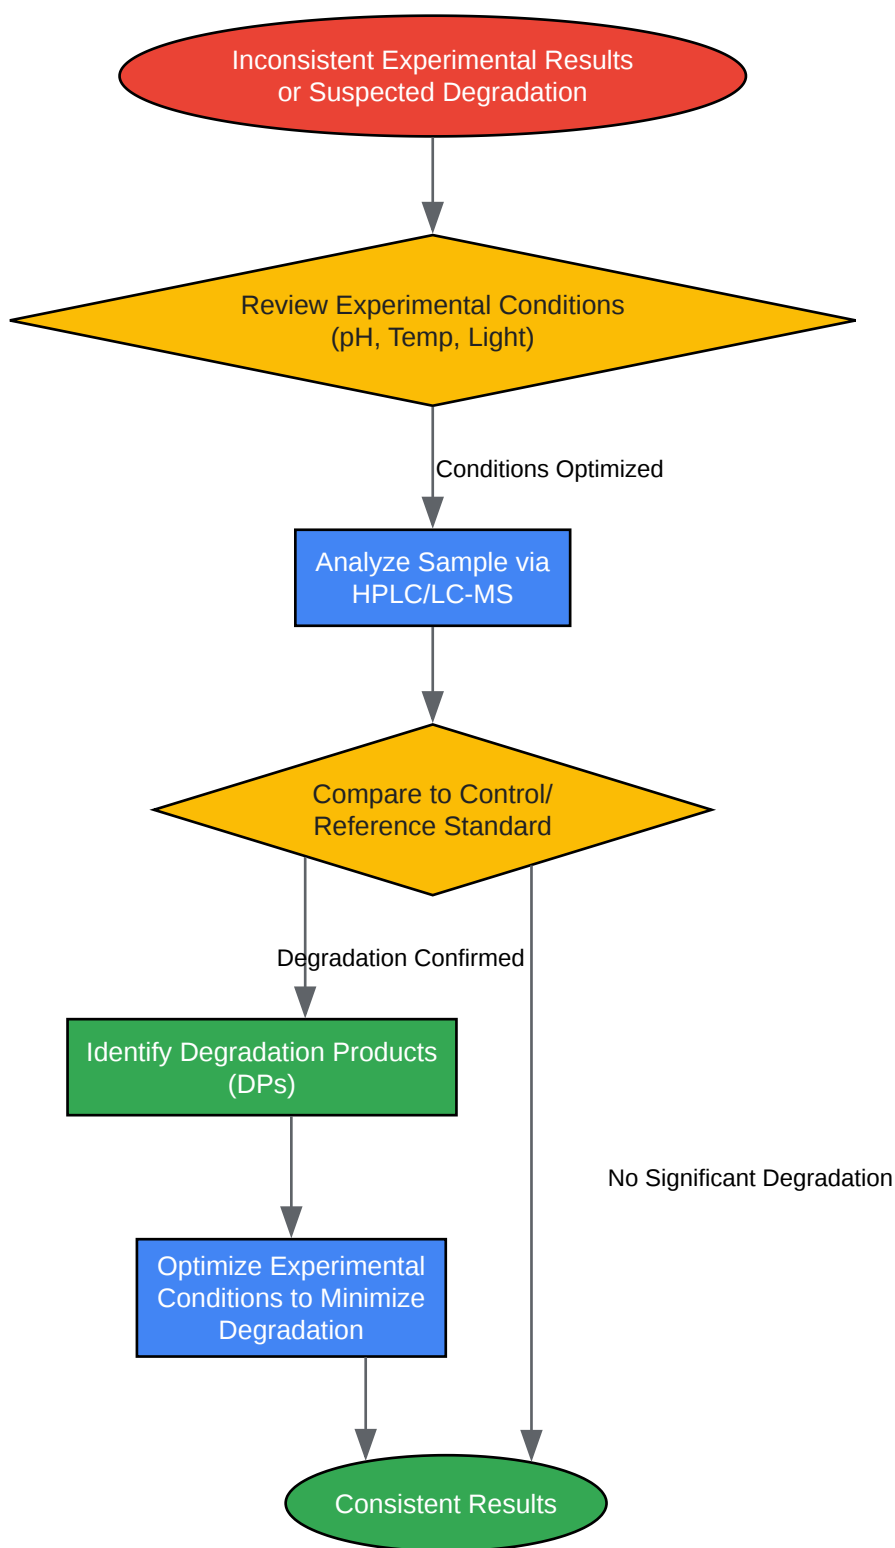 Inconsistent Experimental Results
or Suspected Degradation
Review Experimental Conditions
(pH, Temp, Light)
Conditions Optimized
Analyze Sample via
HPLC/LC-MS
Compare to Control/
Reference Standard
Degradation Confirmed
Identify Degradation Products
(DPs)
No Significant Degradation
Optimize Experimental
Conditions to Minimize
Degradation
Consistent Results